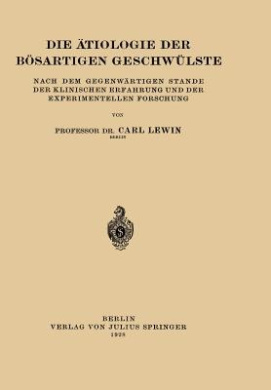 DIE ÄTIOLOGIE DER
BÖSARTIGEN GESCHWÜLSTE
NACH DEM GEGENWÄRTIGEN STANDE
DER KLINISCHEN ERFAHRUNG UND DER
EXPERIMENTELLEN FORSCHUNG
VON
PROFESSOR DR. CARL LEWIN
BERLIN
BERLIN
VERLAG VON JULIUS SPRINGER
1928